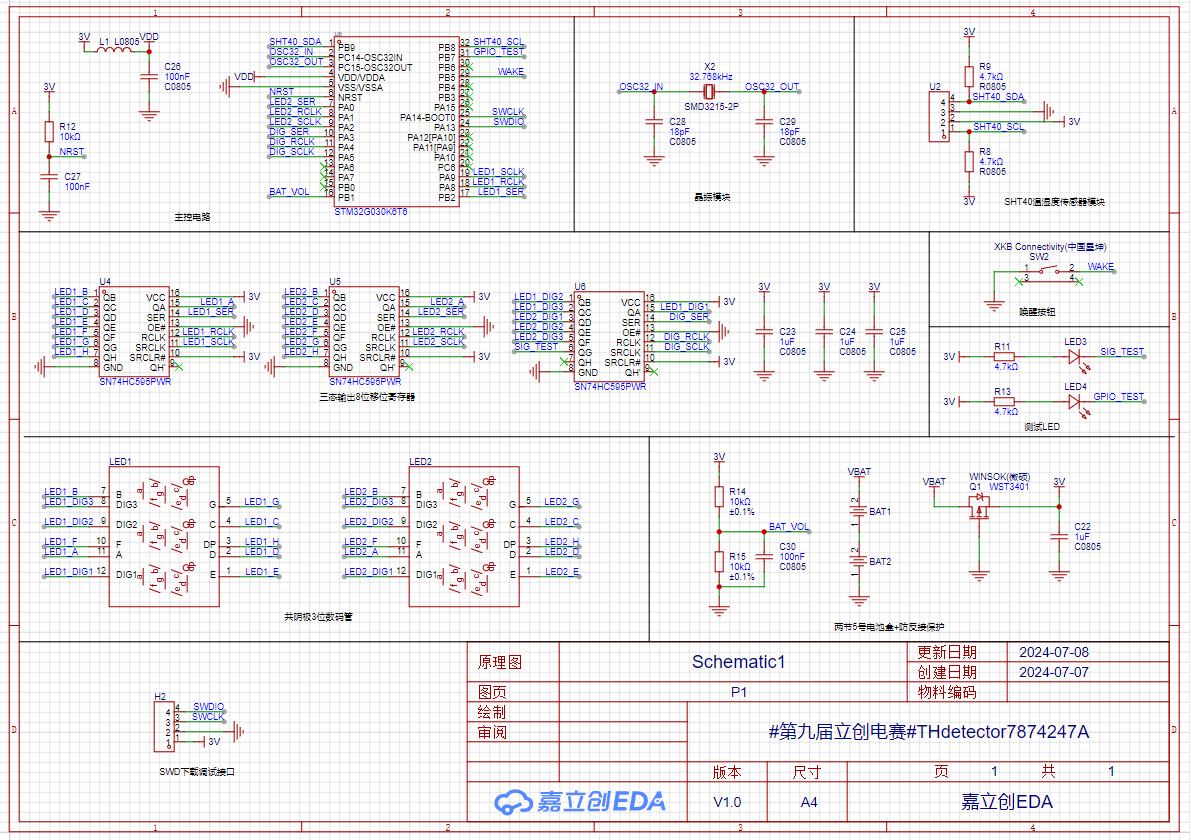 1 2 3 4
A
3V L1 L0805 VDD
C26
100nF
C0805
3V
R12
10kΩ
NRST
C27
100nF
U8
SHT40_SDA 1 PB9 PB8 32 SHT40_SCL
OSC32_IN 2 PC14-OSC32IN PB7 31 GPIO_TEST
OSC32_OUT 3 PC15-OSC32OUT PB6 30
VDD 4 VDD/VDDA PB5 29 WAKE
5 VSS/VSSA PB4 28
NRST 6 NRST PB3 27
LED2_SER 7 PA0 PA15 26
LED2_RCLK 8 PA1 PA14-BOOT0 25 SWCLK
LED2_SCLK 9 PA2 PA13 24 SWDIO
DIG_SER 10 PA3 PA12[PA10] 23
DIG_RCLK 11 PA4 PA11[PA9] 22
DIG_SCLK 12 PA5 PA10 21
13 PA6 PC6 20
14 PA7 PA9 19 LED1_SCLK
15 PB0 PA8 18 LED1_RCLK
BAT_VOL 16 PB1 PB2 17 LED1_SER
STM32G030K6T6
主控电路
X2
32.768kHz
OSC32_IN OSC32_OUT
SMD3215-2P
C28
18pF
C0805
C29
18pF
C0805
晶振模块
3V
R9
4.7kΩ
R0805
U2
4 4 SHT40_SDA
3 3
2 2 3V
1 1 SHT40_SCL
R8
4.7kΩ
R0805
3V
SHT40温湿度传感器模块
A
B
U4
LED1_B 1 QB VCC 16 3V
LED1_C 2 QC QA 15 LED1_A
LED1_D 3 QD SER 14 LED1_SER
LED1_E 4 QE OE# 13
LED1_F 5 QF RCLK 12 LED1_RCLK
LED1_G 6 QG SRCLK 11 LED1_SCLK
LED1_H 7 QH SRCLR# 10 3V
8 GND QH' 9
SN74HC595PWR
U5
LED2_B 1 QB VCC 16 3V
LED2_C 2 QC QA 15 LED2_A
LED2_D 3 QD SER 14 LED2_SER
LED2_E 4 QE OE# 13
LED2_F 5 QF RCLK 12 LED2_RCLK
LED2_G 6 QG SRCLK 11 LED2_SCLK
LED2_H 7 QH SRCLR# 10 3V
8 GND QH' 9
SN74HC595PWR
三态输出8位移位寄存器
U6
LED1_DIG2 1 QB VCC 16 3V
LED1_DIG3 2 QC QA 15 LED1_DIG1
LED2_DIG1 3 QD SER 14 DIG_SER
LED2_DIG2 4 QE OE# 13
LED2_DIG3 5 QF RCLK 12 DIG_RCLK
SIG_TEST 6 QG SRCLK 11 DIG_SCLK
7 QH SRCLR# 10 3V
8 GND QH' 9
SN74HC595PWR
3V 3V 3V
C23 C24 C25
1uF 1uF 1uF
C0805 C0805 C0805
XKB Connectivity(中国星坤)
SW2
1 2 WAKE
3 4
唤醒按钮
3V R11 LED3 SIG_TEST
4.7kΩ
3V R13 LED4 GPIO_TEST
4.7kΩ
测试LED
B
C
LED1
LED1_B 7 B
LED1_DIG3 8 DIG3 G 5 LED1_G
LED1_DIG2 9 DIG2 C 4 LED1_C
LED1_F 10 F DP 3 LED1_H
LED1_A 11 A D 2 LED1_D
LED1_DIG1 12 DIG1 E 1 LED1_E
LED2
LED2_B 7 B
LED2_DIG3 8 DIG3 G 5 LED2_G
LED2_DIG2 9 DIG2 C 4 LED2_C
LED2_F 10 F DP 3 LED2_H
LED2_A 11 A D 2 LED2_D
LED2_DIG1 12 DIG1 E 1 LED2_E
共阴极3位数码管
3V
R14
10kΩ
±0.1%
BAT_VOL
R15
10kΩ
±0.1%
C30
100nF
C0805
VBAT
2
BAT1
1
2
BAT2
1
VBAT
WINSOK(微硕)
Q1 WST3401
3V
C22
1uF
C0805
两节5号电池盒+防反接保护
C
D
H2
4 4 SWDIO
3 3 SWCLK
2 2
1 1 3V
SWD下载调试接口
原理图 Schematic1 更新日期 2024-07-08
创建日期 2024-07-07
图页 P1 物料编码
绘制
审阅
#第九届立创电赛#THdetector7874247A
版本 尺寸 页 1 共 1
嘉立创EDA V1.0 A4 嘉立创EDA
D
1 2 3 4